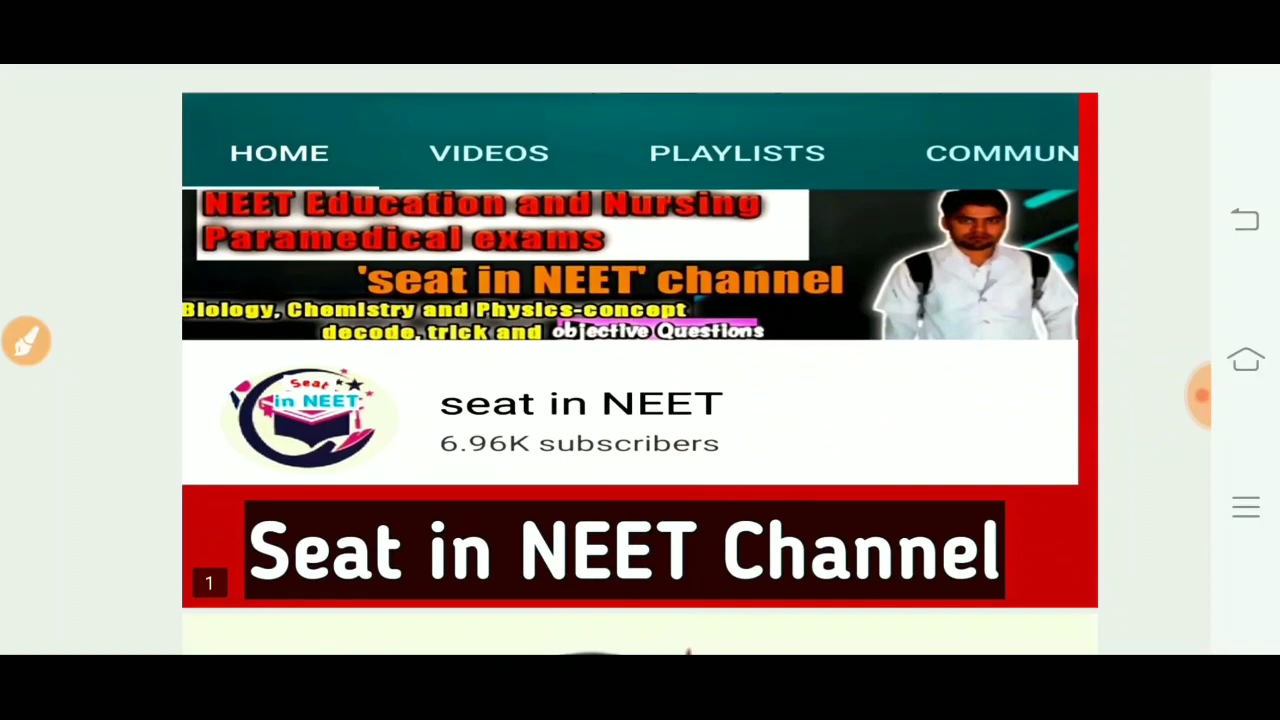 HOME VIDEOS PLAYLISTS COMMUN
NEET Education and Nursing
Paramedical exams
'seat in NEET' channel
Biology, Chemistry and Physics-concept
decode, trick and objective Questions
Seat
in NEET
seat in NEET
6.96K subscribers
Seat in NEET Channel
1